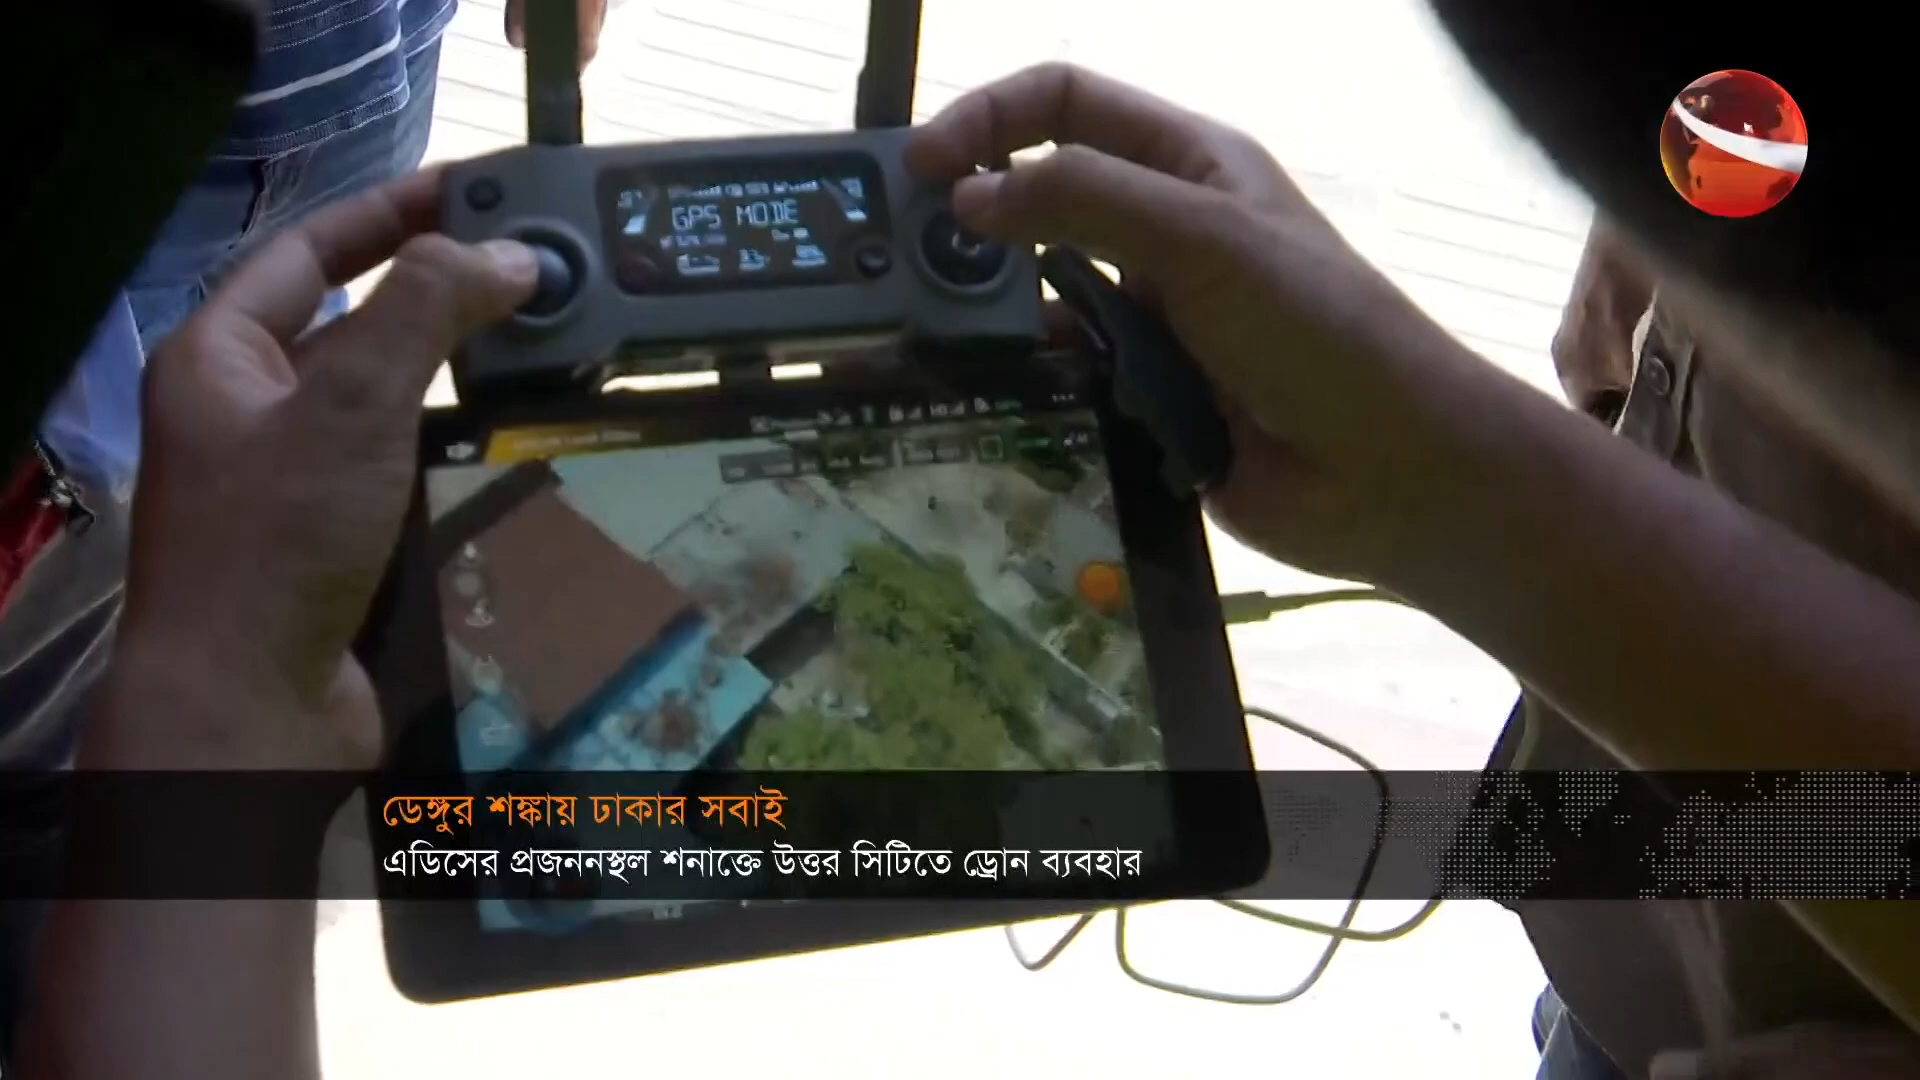 GPS MODE
ডেঙ্গুর শঙ্কায় ঢাকার সবাই
এডিসের প্রজননস্থল শনাক্তে উত্তর সিটিতে ড্রোন ব্যবহার